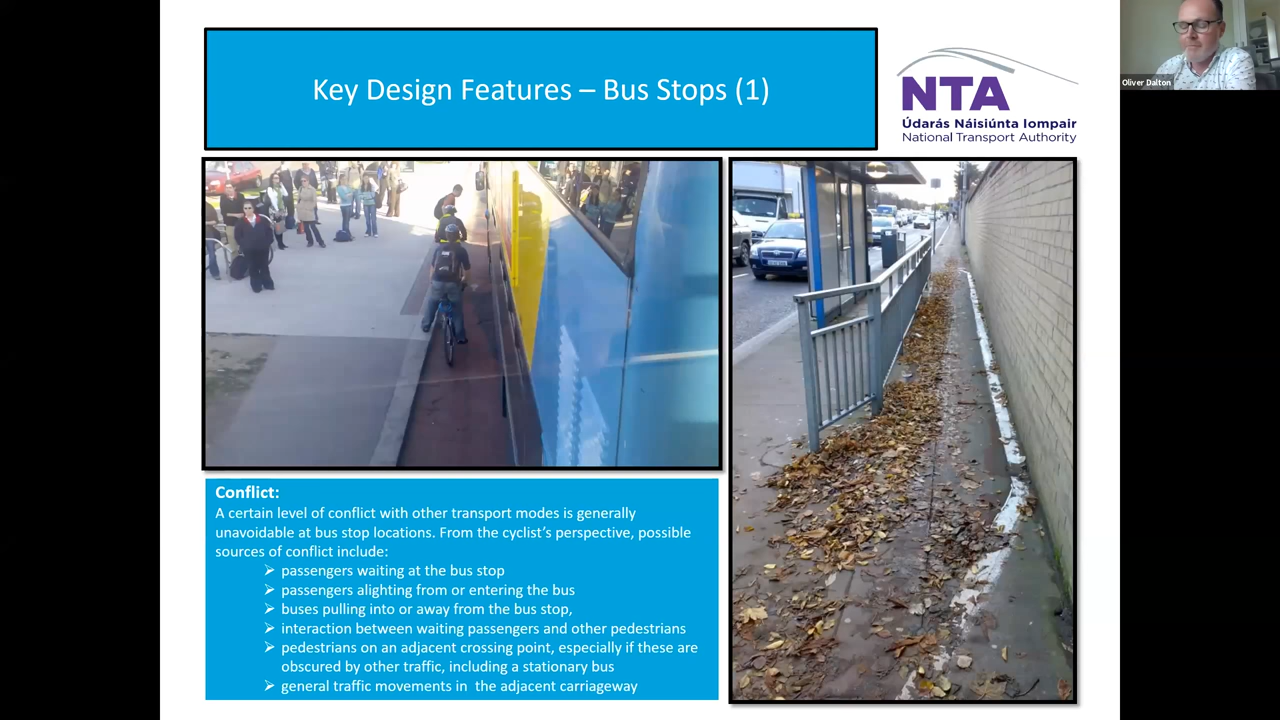 Key Design Features – Bus Stops (1)
NTA
Údarás Náisiúnta Iompair
National Transport Authority
Oliver Dalton
Conflict:
A certain level of conflict with other transport modes is generally
unavoidable at bus stop locations. From the cyclist's perspective, possible
sources of conflict include:
➢ passengers waiting at the bus stop
➢ passengers alighting from or entering the bus
➢ buses pulling into or away from the bus stop,
➢ interaction between waiting passengers and other pedestrians
➢ pedestrians on an adjacent crossing point, especially if these are
obscured by other traffic, including a stationary bus
➢ general traffic movements in the adjacent carriageway